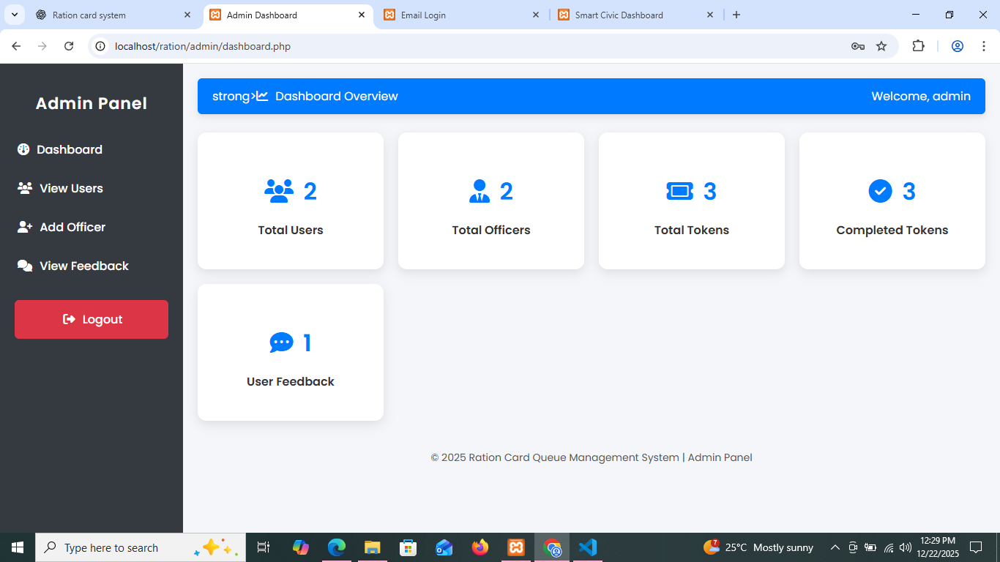 Ration card system
Admin Dashboard
Email Login
Smart Civic Dashboard
localhost/ration/admin/dashboard.php
Admin Panel
Dashboard
View Users
Add Officer
View Feedback
Logout
strong> Dashboard Overview
Welcome, admin
2
Total Users
2
Total Officers
3
Total Tokens
3
Completed Tokens
1
User Feedback
© 2025 Ration Card Queue Management System | Admin Panel
Type here to search
7
25°C Mostly sunny
12:29 PM
12/22/2025